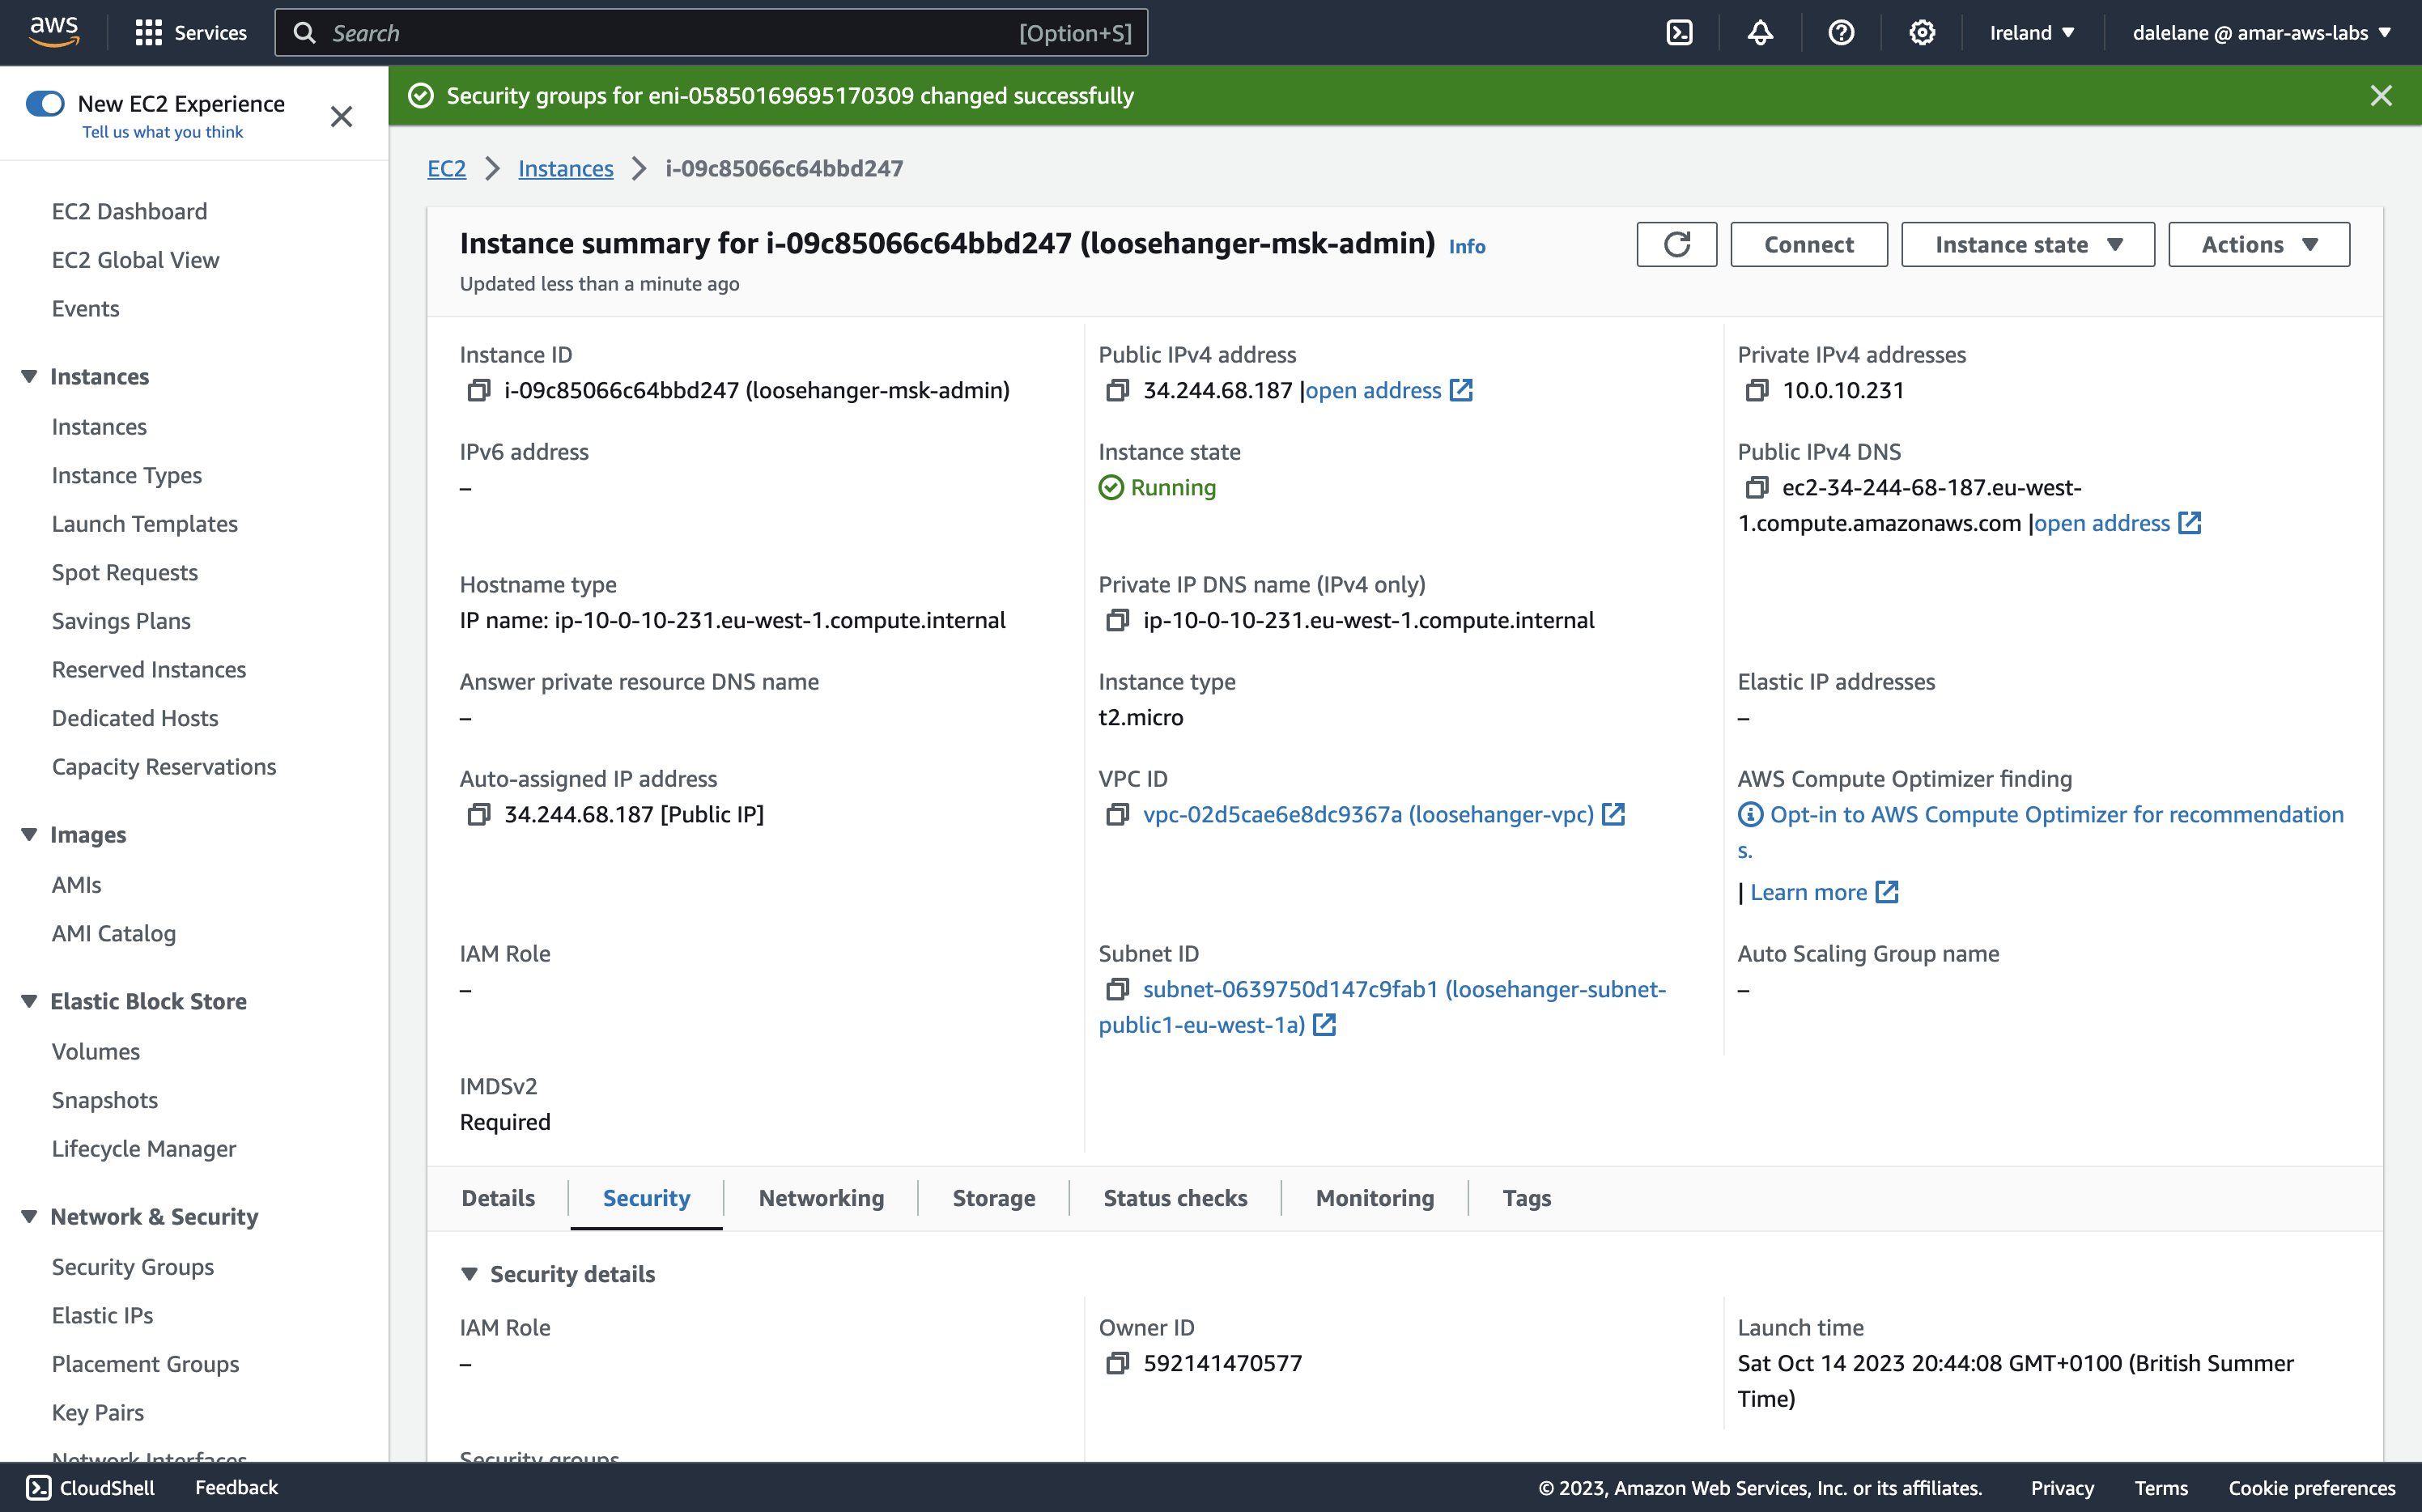 aws
Services
Search
[Option+S]
Ireland
dalelane @ amar-aws-labs
New EC2 Experience
Tell us what you think
Security groups for eni-05850169695170309 changed successfully
EC2 Dashboard
EC2 Global View
Events
Instances
Instances
Instance Types
Launch Templates
Spot Requests
Savings Plans
Reserved Instances
Dedicated Hosts
Capacity Reservations
Images
AMIs
AMI Catalog
Elastic Block Store
Volumes
Snapshots
Lifecycle Manager
Network & Security
Security Groups
Elastic IPs
Placement Groups
Key Pairs
Network Interfaces
EC2
Instances
i-09c85066c64bbd247
Instance summary for i-09c85066c64bbd247 (loosehanger-msk-admin) Info
Updated less than a minute ago
Connect
Instance state
Actions
Instance ID
i-09c85066c64bbd247 (loosehanger-msk-admin)
Public IPv4 address
34.244.68.187 |open address
Private IPv4 addresses
10.0.10.231
IPv6 address
–
Instance state
Running
Public IPv4 DNS
ec2-34-244-68-187.eu-west-
1.compute.amazonaws.com |open address
Hostname type
IP name: ip-10-0-10-231.eu-west-1.compute.internal
Private IP DNS name (IPv4 only)
ip-10-0-10-231.eu-west-1.compute.internal
Answer private resource DNS name
–
Instance type
t2.micro
Elastic IP addresses
–
Auto-assigned IP address
34.244.68.187 [Public IP]
VPC ID
vpc-02d5cae6e8dc9367a (loosehanger-vpc)
AWS Compute Optimizer finding
Opt-in to AWS Compute Optimizer for recommendation
s.
| Learn more
IAM Role
–
Subnet ID
subnet-0639750d147c9fab1 (loosehanger-subnet-
public1-eu-west-1a)
Auto Scaling Group name
–
IMDSv2
Required
Details
Security
Networking
Storage
Status checks
Monitoring
Tags
Security details
IAM Role
–
Owner ID
592141470577
Launch time
Sat Oct 14 2023 20:44:08 GMT+0100 (British Summer
Time)
Security groups
CloudShell
Feedback
© 2023, Amazon Web Services, Inc. or its affiliates.
Privacy
Terms
Cookie preferences